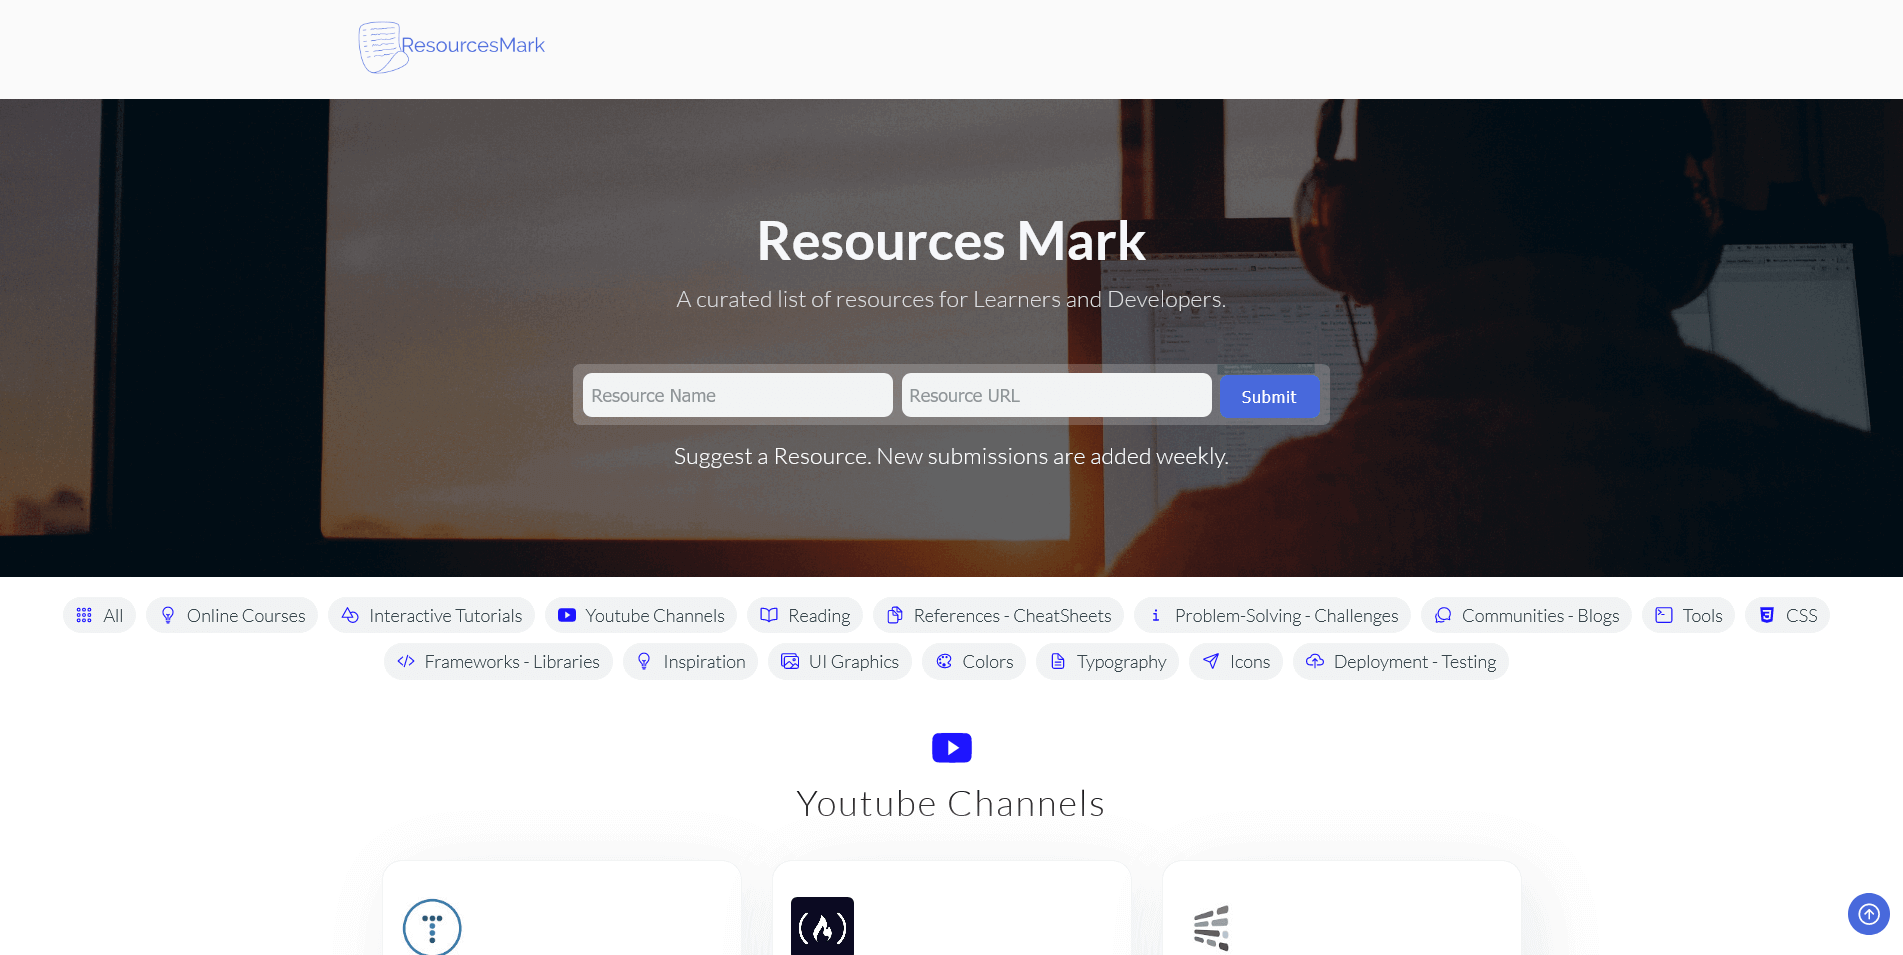 ResourcesMark
Resources Mark
A curated list of resources for Learners and Developers.
Resource Name
Resource URL
Submit
Suggest a Resource. New submissions are added weekly.
All
Online Courses
Interactive Tutorials
Youtube Channels
Reading
References - CheatSheets
Problem-Solving - Challenges
Communities - Blogs
Tools
CSS
Frameworks - Libraries
Inspiration
UI Graphics
Colors
Typography
Icons
Deployment - Testing
Youtube Channels